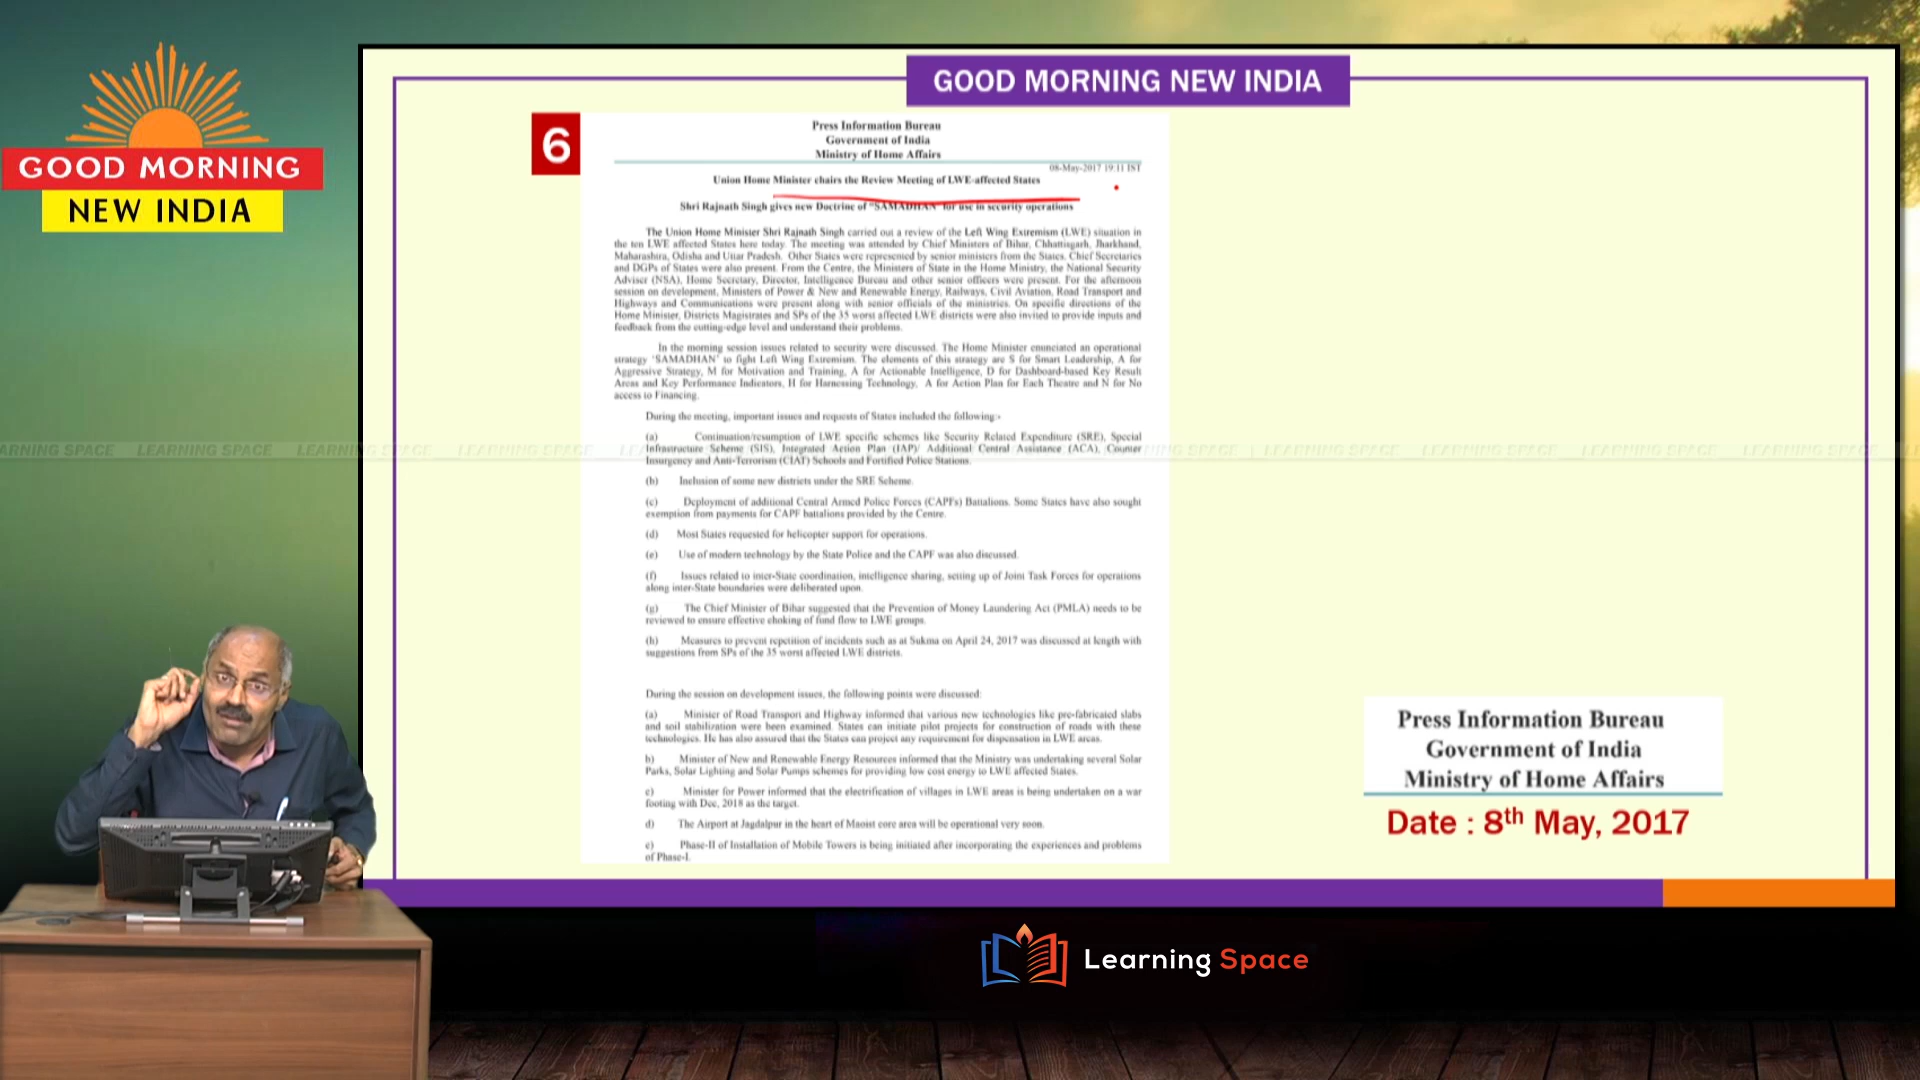 GOOD MORNING
NEW INDIA
GOOD MORNING NEW INDIA
6
Press Information Bureau
Government of India
Ministry of Home Affairs
08-May-2017 19:11 IST
Union Home Minister chairs the Review Meeting of LWE-affected States
Shri Rajnath Singh gives new Doctrine of "SAMADHAN" for use in security operations
The Union Home Minister Shri Rajnath Singh carried out a review of the Left Wing Extremism (LWE) situation in
the ten LWE affected States here today. The meeting was attended by Chief Ministers of Bihar, Chhattisgarh, Jharkhand,
Maharashtra, Odisha and Uttar Pradesh. Other States were represented by senior ministers from the States. Chief Secretaries
and DGPs of States were also present. From the Centre, the Ministers of State in the Home Ministry, the National Security
Adviser (NSA), Home Secretary, Director, Intelligence Bureau and other senior officers were present. For the afternoon
session on development, Ministers of Power & New and Renewable Energy, Railways, Civil Aviation, Road Transport and
Highways and Communications were present along with senior officials of the ministries. On specific directions of the
Home Minister, Districts Magistrates and SPs of the 35 worst affected LWE districts were also invited to provide inputs and
feedback from the cutting-edge level and understand their problems.
In the morning session issues related to security were discussed. The Home Minister enunciated an operational
strategy 'SAMADHAN' to fight Left Wing Extremism. The elements of this strategy are S for Smart Leadership, A for
Aggressive Strategy, M for Motivation and Training, A for Actionable Intelligence, D for Dashboard-based Key Result
Areas and Key Performance Indicators, H for Harnessing Technology, A for Action Plan for Each Theatre and N for No
access to Financing.
During the meeting, important issues and requests of States included the following:-
(a) Continuation/resumption of LWE specific schemes like Security Related Expenditure (SRE), Special
Infrastructure Scheme (SIS), Integrated Action Plan (IAP)/ Additional Central Assistance (ACA), Counter
Insurgency and Anti-Terrorism (CIAT) Schools and Fortified Police Stations.
(b) Inclusion of some new districts under the SRE Scheme.
(c) Deployment of additional Central Armed Police Forces (CAPFs) Battalions. Some States have also sought
exemption from payments for CAPF battalions provided by the Centre.
(d) Most States requested for helicopter support for operations.
(e) Use of modern technology by the State Police and the CAPF was also discussed.
(f) Issues related to inter-State coordination, intelligence sharing, setting up of Joint Task Forces for operations
along inter-State boundaries were deliberated upon.
(g) The Chief Minister of Bihar suggested that the Prevention of Money Laundering Act (PMLA) needs to be
reviewed to ensure effective choking of fund flow to LWE groups.
(h) Measures to prevent repetition of incidents such as at Sukma on April 24, 2017 was discussed at length with
suggestions from SPs of the 35 worst affected LWE districts.
During the session on development issues, the following points were discussed:
(a) Minister of Road Transport and Highway informed that various new technologies like pre-fabricated slabs
and soil stabilization were been examined. States can initiate pilot projects for construction of roads with these
technologies. He has also assured that the States can project any requirement for dispensation in LWE areas.
b) Minister of New and Renewable Energy Resources informed that the Ministry was undertaking several Solar
Parks, Solar Lighting and Solar Pumps schemes for providing low cost energy to LWE affected States.
c) Minister for Power informed that the electrification of villages in LWE areas is being undertaken on a war
footing with Dec, 2018 as the target.
d) The Airport at Jagdalpur in the heart of Maoist core area will be operational very soon.
e) Phase-II of Installation of Mobile Towers is being initiated after incorporating the experiences and problems
of Phase-I.
Press Information Bureau
Government of India
Ministry of Home Affairs
Date : 8th May, 2017
Learning Space